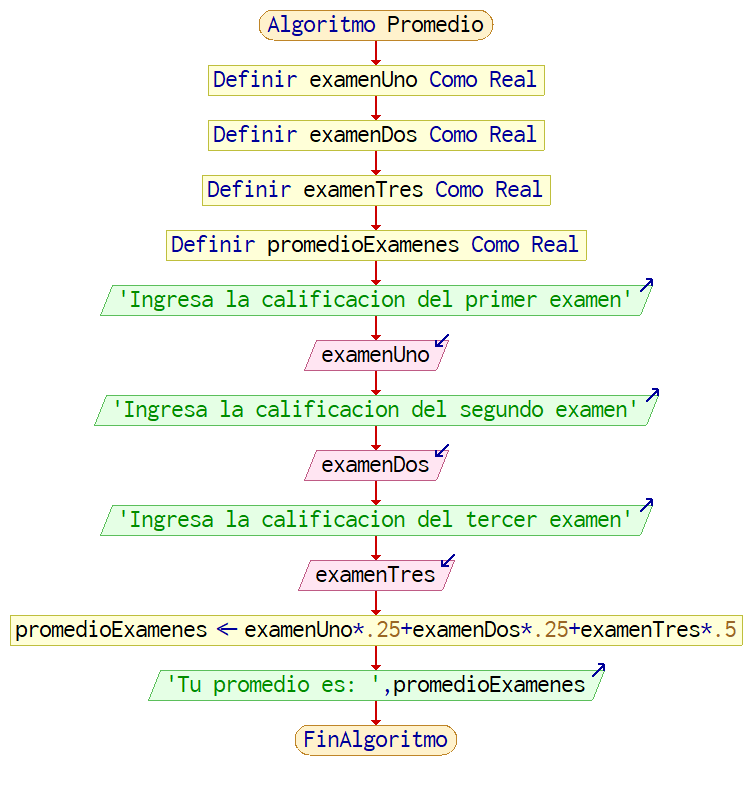 Algoritmo Promedio
Definir examenUno Como Real
Definir examenDos Como Real
Definir examenTres Como Real
Definir promedioExamenes Como Real
'Ingresa la calificacion del primer examen'
examenUno
'Ingresa la calificacion del segundo examen'
examenDos
'Ingresa la calificacion del tercer examen'
examenTres
promedioExamenes <- examenUno*.25+examenDos*.25+examenTres*.5
'Tu promedio es: ',promedioExamenes
FinAlgoritmo